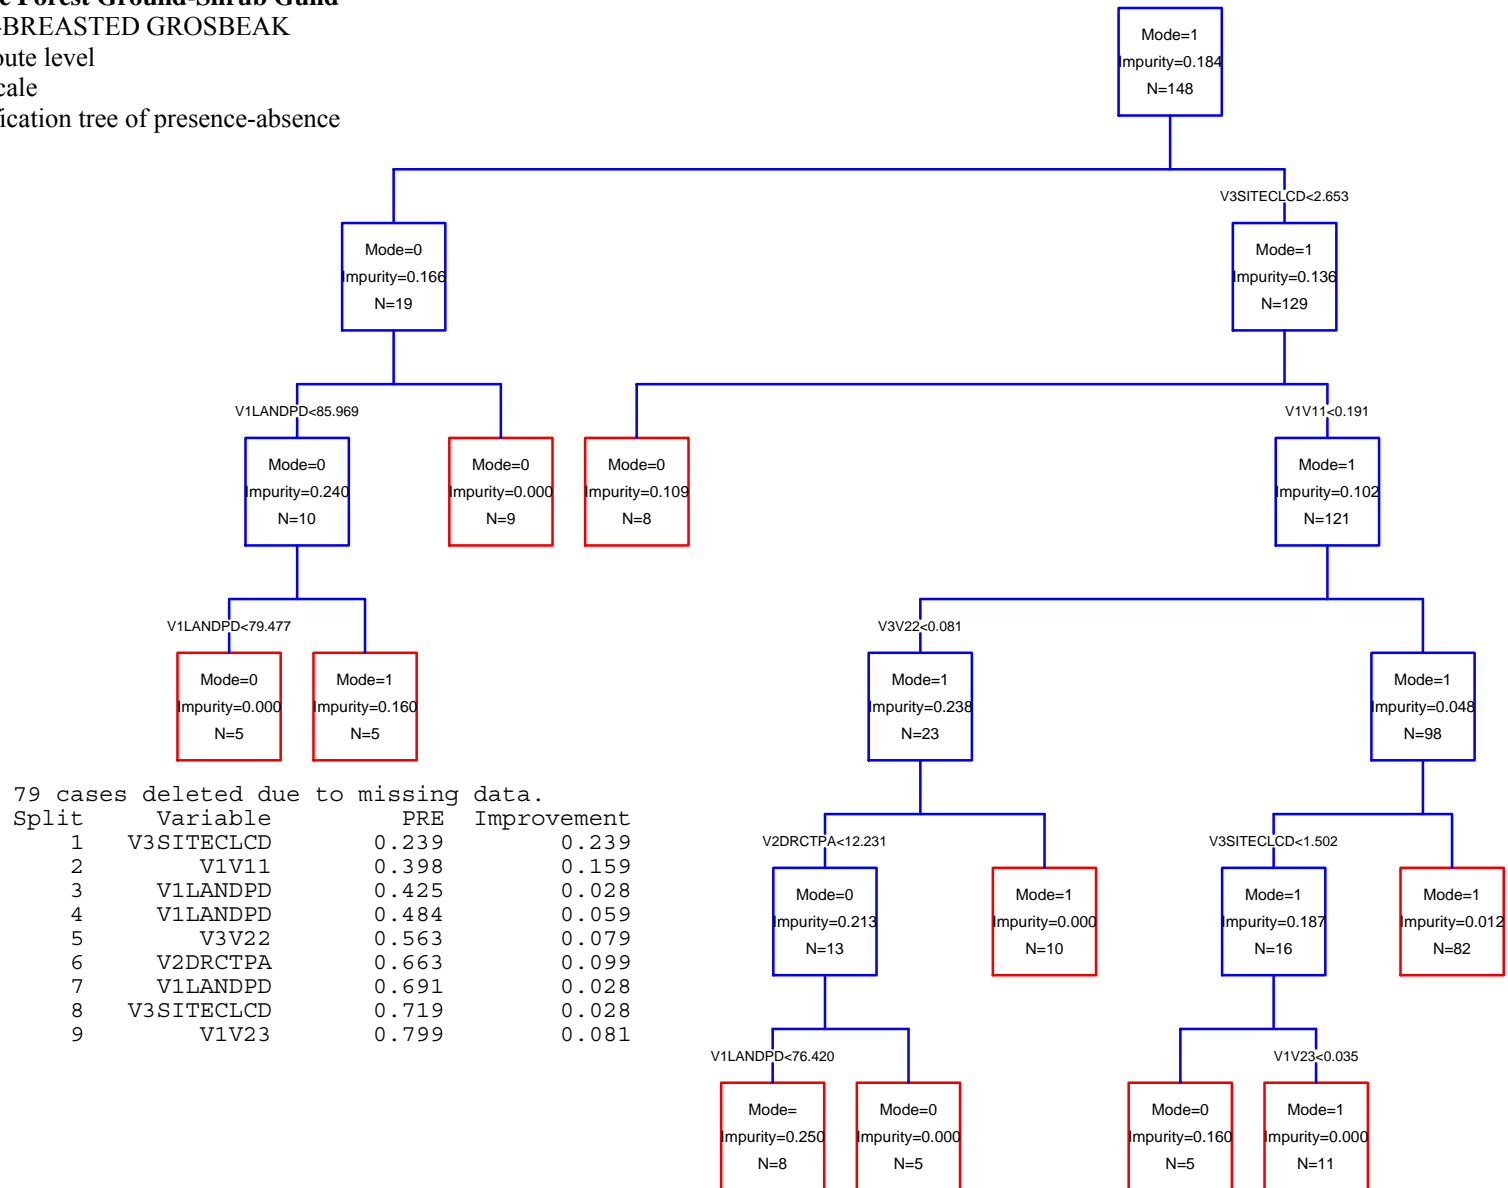 Forest Ground-Shrub Guild
-BREASTED GROSBEAK
level
classification tree of presence-absence
Mode=1
Impurity=0.184
N=148
V3SITECLCD<2.653
Mode=0
Impurity=0.166
N=19
Mode=1
Impurity=0.136
N=129
V1LANDPD<85.969
V1V11<0.191
Mode=0
Impurity=0.240
N=10
Mode=0
Impurity=0.000
N=9
Mode=0
Impurity=0.109
N=8
Mode=1
Impurity=0.102
N=121
V1LANDPD<79.477
V3V22<0.081
Mode=0
Impurity=0.000
N=5
Mode=1
Impurity=0.160
N=5
Mode=1
Impurity=0.238
N=23
Mode=1
Impurity=0.048
N=98
79 cases deleted due to missing data.
Split Variable PRE Improvement
1 V3SITECLCD 0.239 0.239
2 V1V11 0.398 0.159
3 V1LANDPD 0.425 0.028
4 V1LANDPD 0.484 0.059
5 V3V22 0.563 0.079
6 V2DRCTPA 0.663 0.099
7 V1LANDPD 0.691 0.028
8 V3SITECLCD 0.719 0.028
9 V1V23 0.799 0.081
V2DRCTPA<12.231
V3SITECLCD<1.502
Mode=0
Impurity=0.213
N=13
Mode=1
Impurity=0.000
N=10
Mode=1
Impurity=0.187
N=16
Mode=1
Impurity=0.012
N=82
V1LANDPD<76.420
V1V23<0.035
Mode=
Impurity=0.250
N=8
Mode=0
Impurity=0.000
N=5
Mode=0
Impurity=0.160
N=5
Mode=1
Impurity=0.000
N=11